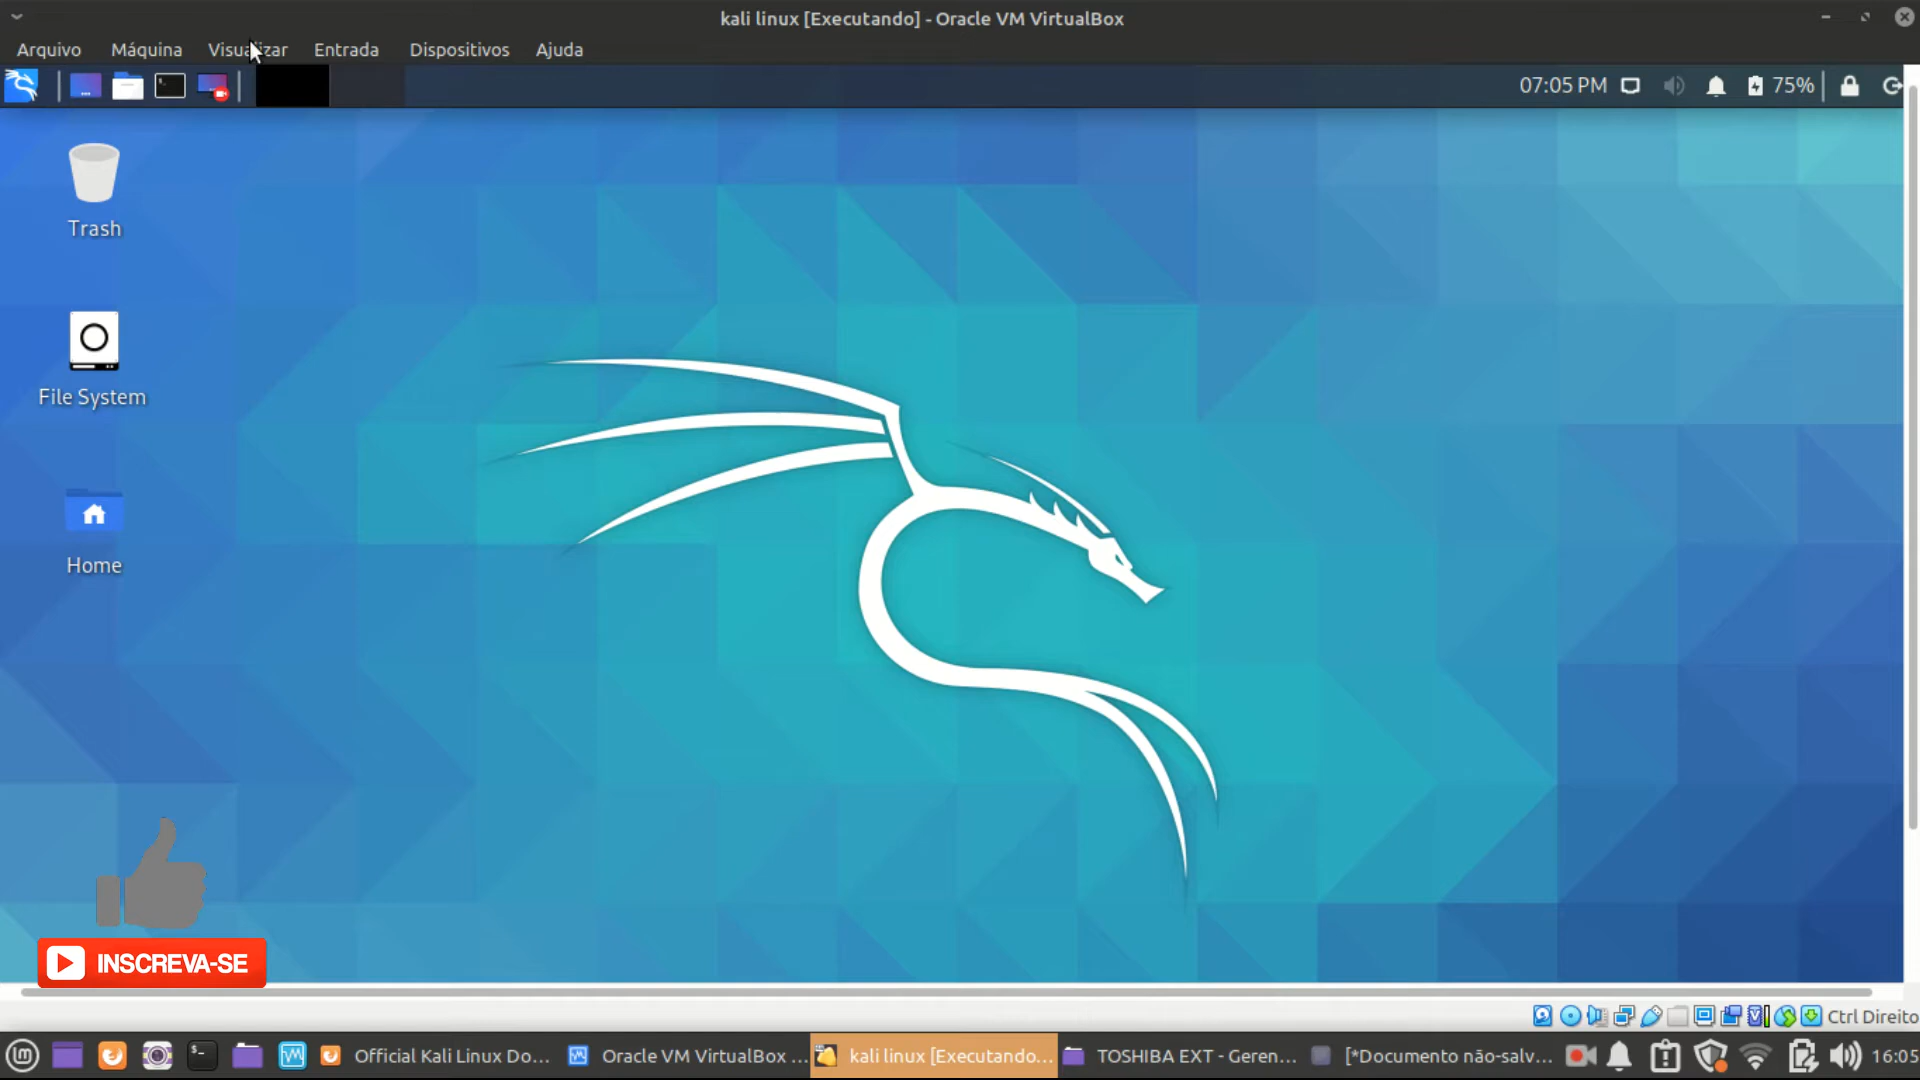 kali linux [Executando] - Oracle VM VirtualBox
Arquivo Máquina Visualizar Entrada Dispositivos Ajuda
07:05 PM 75%
Trash
File System
Home
INSCREVA-SE
Ctrl Direito
Official Kali Linux Do... Oracle VM VirtualBox ... kali linux [Executando... TOSHIBA EXT - Geren... [*Documento não-salv... 16:05